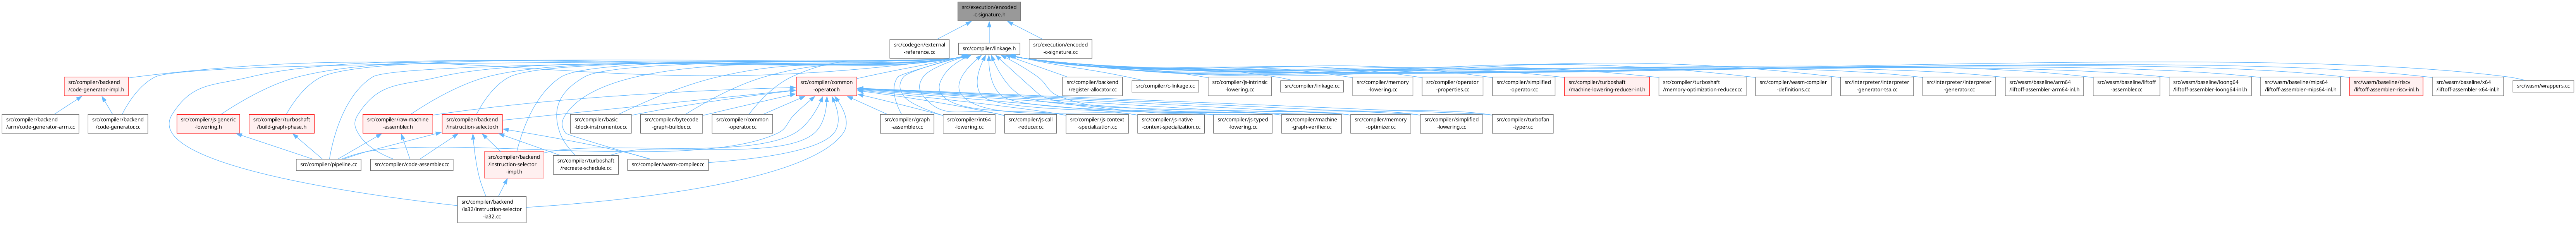 src/execution/encoded
-c-signature.h
src/codegen/external
-reference.cc
src/compiler/linkage.h
src/execution/encoded
-c-signature.cc
src/compiler/backend
/code-generator-impl.h
src/compiler/common
-operator.h
src/compiler/backend
/register-allocator.cc
src/compiler/c-linkage.cc
src/compiler/js-intrinsic
-lowering.cc
src/compiler/linkage.cc
src/compiler/memory
-lowering.cc
src/compiler/operator
-properties.cc
src/compiler/simplified
-operator.cc
src/compiler/turboshaft
/machine-lowering-reducer-inl.h
src/compiler/turboshaft
/memory-optimization-reducer.cc
src/compiler/wasm-compiler
-definitions.cc
src/interpreter/interpreter
-generator-tsa.cc
src/interpreter/interpreter
-generator.cc
src/wasm/baseline/arm64
/liftoff-assembler-arm64-inl.h
src/wasm/baseline/liftoff
-assembler.cc
src/wasm/baseline/loong64
/liftoff-assembler-loong64-inl.h
src/wasm/baseline/mips64
/liftoff-assembler-mips64-inl.h
src/wasm/baseline/riscv
/liftoff-assembler-riscv-inl.h
src/wasm/baseline/x64
/liftoff-assembler-x64-inl.h
src/wasm/wrappers.cc
src/compiler/backend
/arm/code-generator-arm.cc
src/compiler/backend
/code-generator.cc
src/compiler/js-generic
-lowering.h
src/compiler/turboshaft
/build-graph-phase.h
src/compiler/raw-machine
-assembler.h
src/compiler/backend
/instruction-selector.h
src/compiler/basic
-block-instrumentor.cc
src/compiler/bytecode
-graph-builder.cc
src/compiler/common
-operator.cc
src/compiler/graph
-assembler.cc
src/compiler/int64
-lowering.cc
src/compiler/js-call
-reducer.cc
src/compiler/js-context
-specialization.cc
src/compiler/js-native
-context-specialization.cc
src/compiler/js-typed
-lowering.cc
src/compiler/machine
-graph-verifier.cc
src/compiler/memory
-optimizer.cc
src/compiler/simplified
-lowering.cc
src/compiler/turbofan
-typer.cc
src/compiler/pipeline.cc
src/compiler/code-assembler.cc
src/compiler/backend
/instruction-selector
-impl.h
src/compiler/turboshaft
/recreate-schedule.cc
src/compiler/wasm-compiler.cc
src/compiler/backend
/ia32/instruction-selector
-ia32.cc